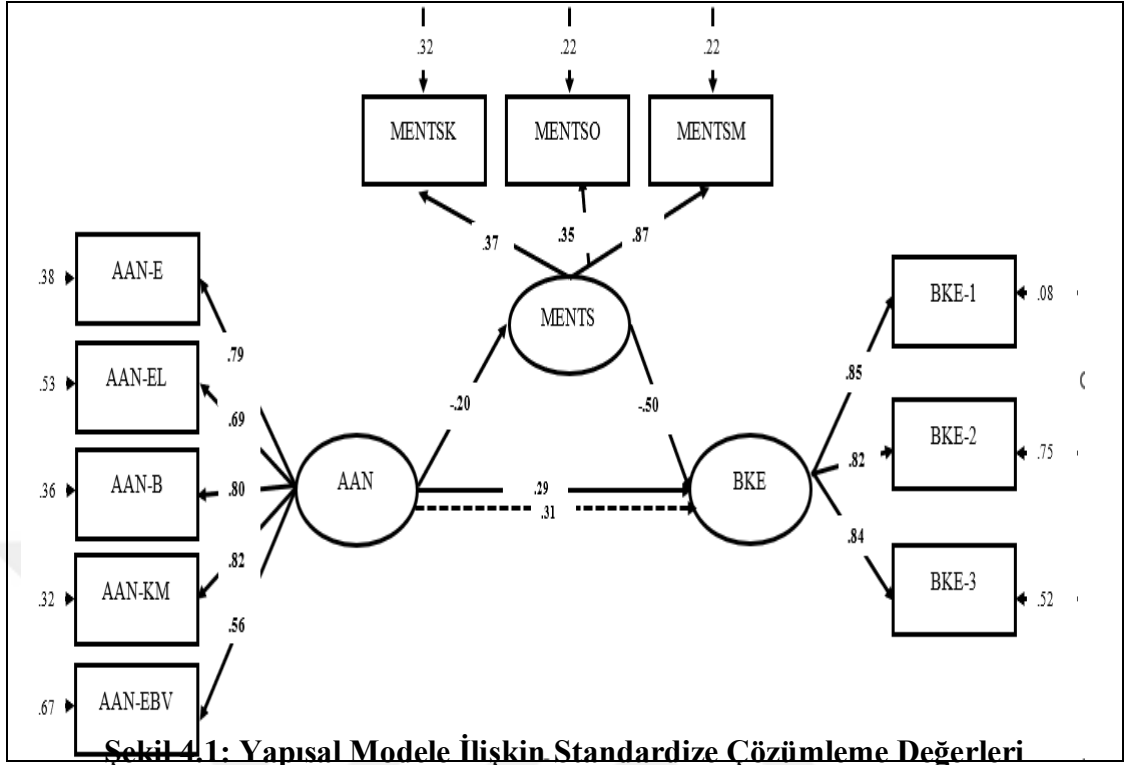 .32 .22 .22
MENTSK MENTSO MENTSM
.37 .35 .87
MENTS
.38 AAN-E
.79
.53 AAN-EL
.69
.36 AAN-B
.80
.32 AAN-KM
.82
.67 AAN-EBV
.56
AAN
-.20 -.50
.29
.31
BKE
.85 BKE-1 .08
.82 BKE-2 .75
.84 BKE-3 .52
Şekil 4.1: Yapısal Modele İlişkin Standardize Çözümleme Değerleri